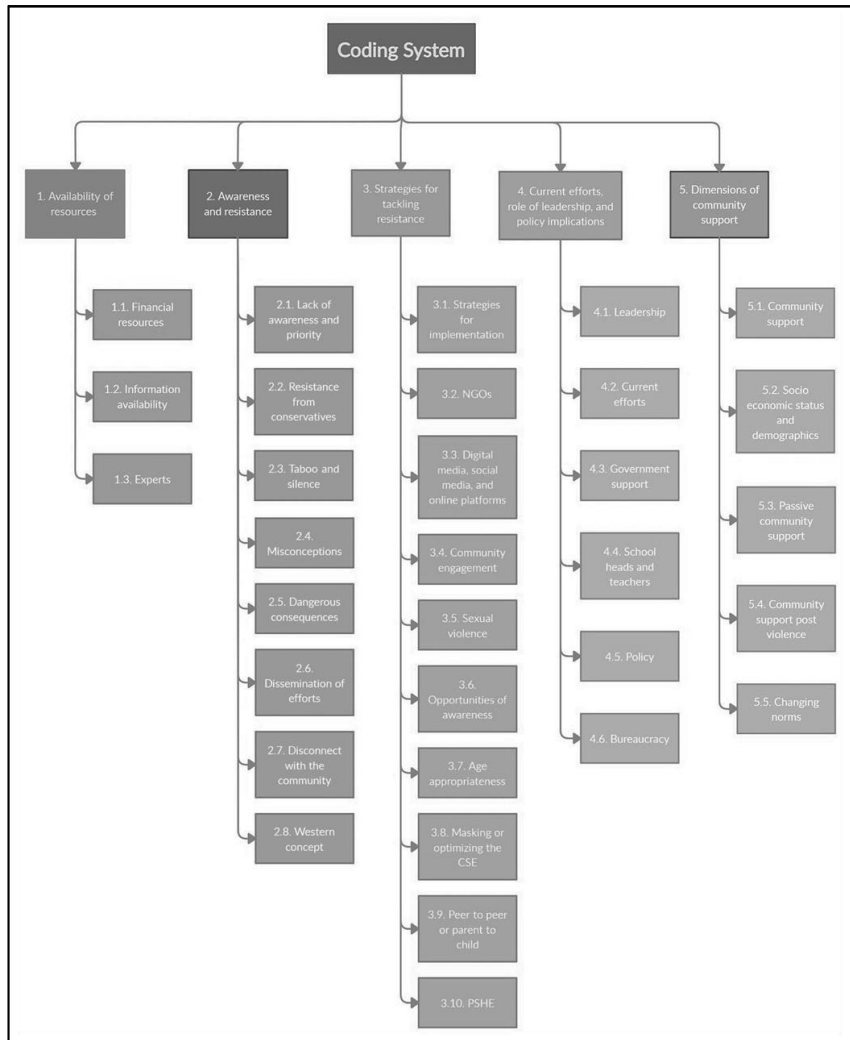 Coding System
1. Availability of
resources
2. Awareness
and resistance
3. Strategies for
tackling
resistance
4. Current efforts,
role of leadership, and
policy implications
5. Dimensions of
community
support
1.1. Financial
resources
1.2. Information
availability
1.3. Experts
2.1. Lack of
awareness and
priority
2.2. Resistance
from
conservatives
2.3. Taboo and
silence
2.4.
Misconceptions
2.5. Dangerous
consequences
2.6.
Dissemination of
efforts
2.7. Disconnect
with the
community
2.8. Western
concept
3.1. Strategies
for
implementation
3.2. NGOs
3.3. Digital
media, social
media, and
online platforms
3.4. Community
engagement
3.5. Sexual
violence
3.6.
Opportunities of
awareness
3.7. Age
appropriateness
3.8. Masking or
optimizing the
CSE
3.9. Peer to peer
or parent to
child
3.10. PSHE
4.1. Leadership
4.2. Current
efforts
4.3. Government
support
4.4. School
heads and
teachers
4.5. Policy
4.6. Bureaucracy
5.1. Community
support
5.2. Socio
economic status
and
demographics
5.3. Passive
community
support
5.4. Community
support post
violence
5.5. Changing
norms